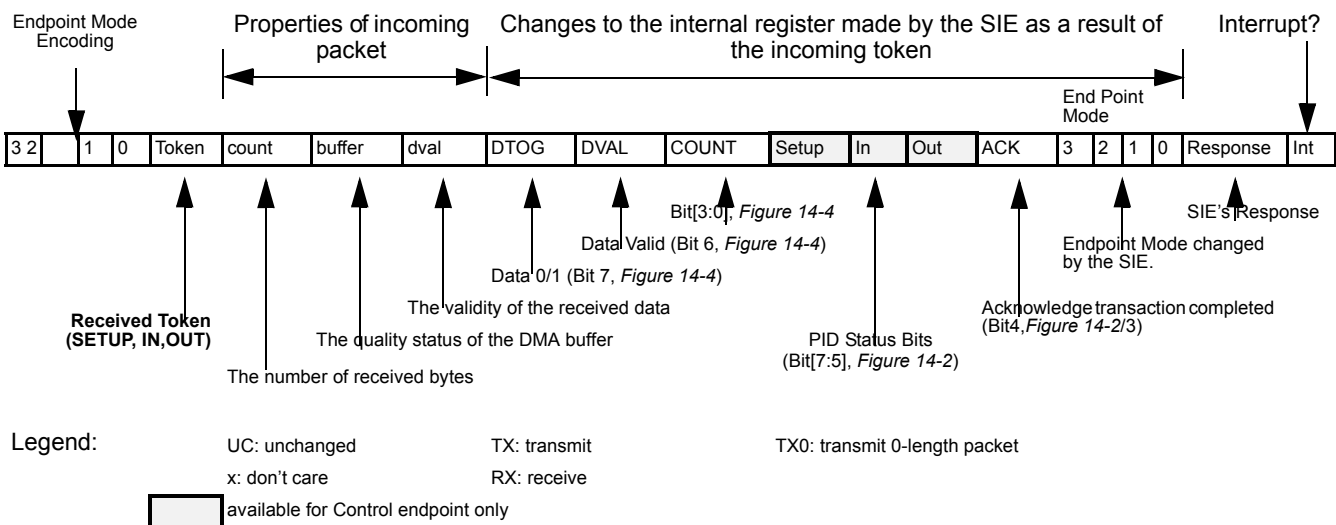 Endpoint Mode
Encoding
Properties of incoming
packet
Changes to the internal register made by the SIE as a result of
the incoming token
Interrupt?
End Point
Mode
3 2 1 0 Token count buffer dval DTOG DVAL COUNT Setup In Out ACK 3 2 1 0 Response Int
Bit[3:0], Figure 14-4
SIE's Response
Data Valid (Bit 6, Figure 14-4)
Endpoint Mode changed
by the SIE.
Data 0/1 (Bit 7, Figure 14-4)
The validity of the received data
Acknowledge transaction completed
(Bit4,Figure 14-2/3)
Received Token
(SETUP, IN,OUT)
The quality status of the DMA buffer
PID Status Bits
(Bit[7:5], Figure 14-2)
The number of received bytes
Legend:
UC: unchanged
TX: transmit
TX0: transmit 0-length packet
x: don't care
RX: receive
available for Control endpoint only